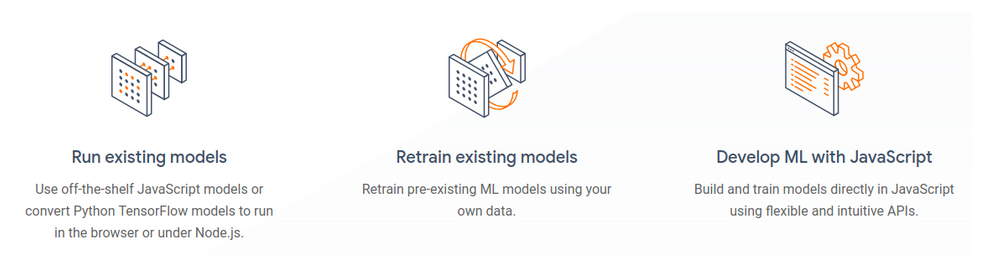 Run existing models
Use off-the-shelf JavaScript models or
convert Python TensorFlow models to run
in the browser or under Node.js.
Retrain existing models
Retrain pre-existing ML models using your
own data.
Develop ML with JavaScript
Build and train models directly in JavaScript
using flexible and intuitive APIs.